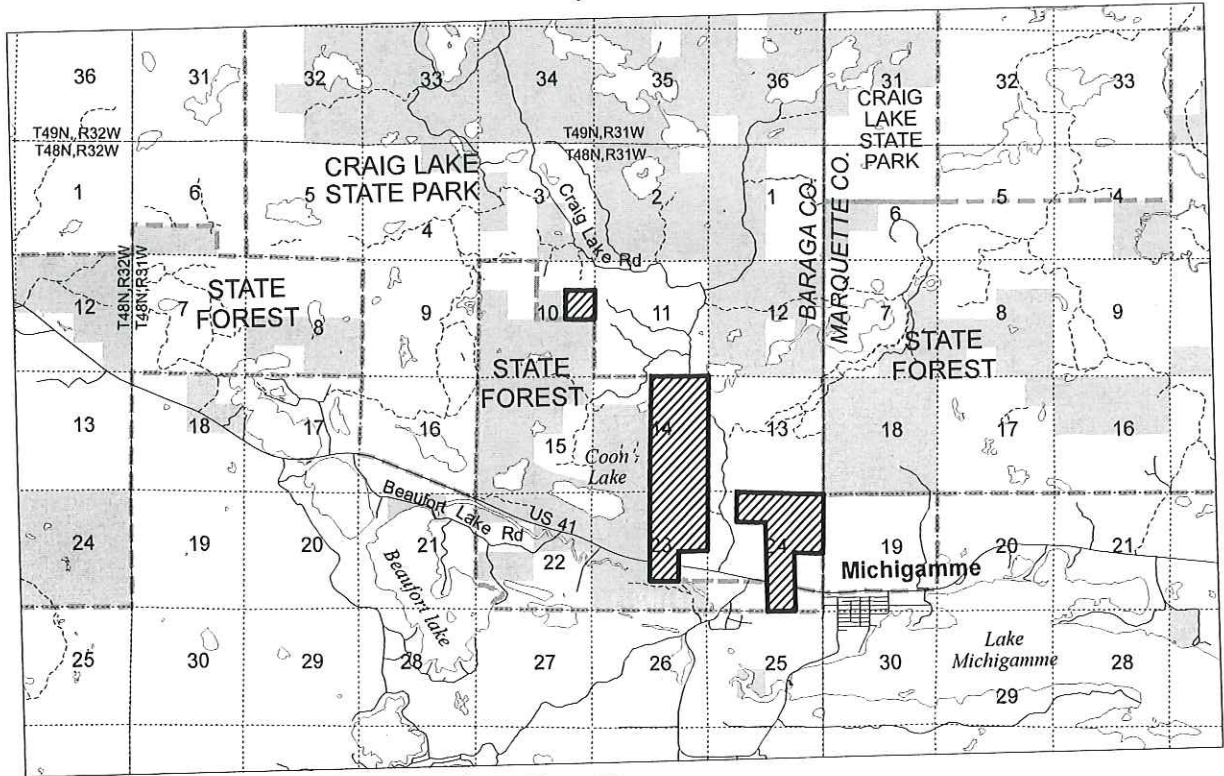 36 31 32 33 34 35 36 31 32 33
CRAIG
LAKE
STATE
PARK
T49N, R32W
T48N, R32W
T49N, R31W
T48N, R31W
CRAIG LAKE
STATE PARK
1 6 5 4 3 2 1 6 5 4
Craig Lake Rd
BARAGA CO.
MARQUETTE CO.
T48N, R32W
T48N, R31W
12 7 8 9 10 11 12 7 8 9
STATE
FOREST
STATE
FOREST
STATE
FOREST
13 18 17 16 15 14 13 18 17 16
Coon's
Lake
Beaufort Lake Rd
US 41
24 19 20 21 22 23 24 19 20 21
Beaufort lake
Michigamme
25 30 29 28 27 26 25 30 29 28
Lake
Michigamme